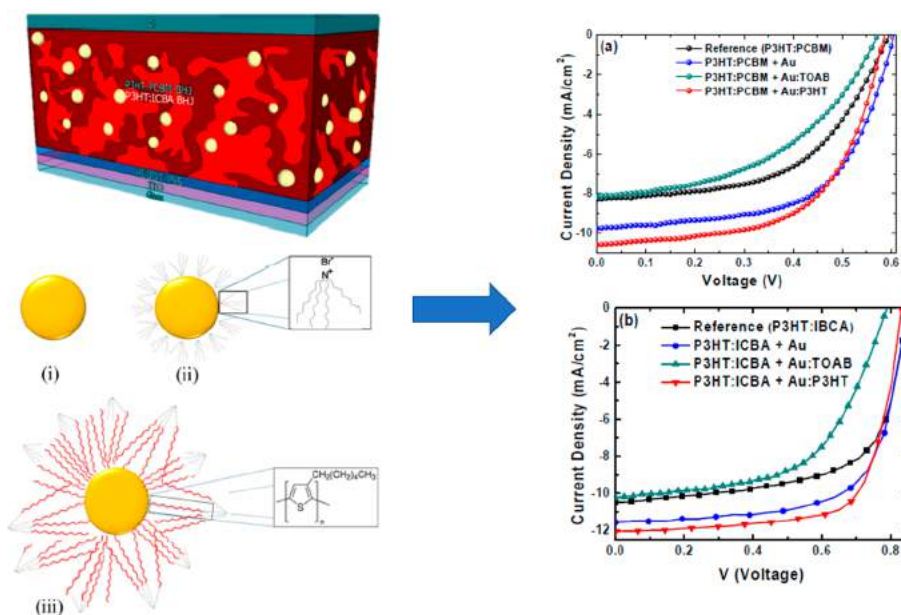 P3HT:PCBM BHJ
P3HT:ICBA BHJ
ITO
Glass
(i)
(ii)
Br-
N+
(iii)
CH2(CH2)4CH3
S
n
(a)
Reference (P3HT:PCBM)
P3HT:PCBM + Au
P3HT:PCBM + Au:TOAB
P3HT:PCBM + Au:P3HT
Current Density (mA/cm2)
0
-2
-4
-6
-8
-10
0.0 0.1 0.2 0.3 0.4 0.5 0.6
Voltage (V)
(b)
Reference (P3HT:IBCA)
P3HT:ICBA + Au
P3HT:ICBA + Au:TOAB
P3HT:ICBA + Au:P3HT
Current Density (mA/cm2)
0
-2
-4
-6
-8
-10
-12
0.0 0.2 0.4 0.6 0.8
V (Voltage)